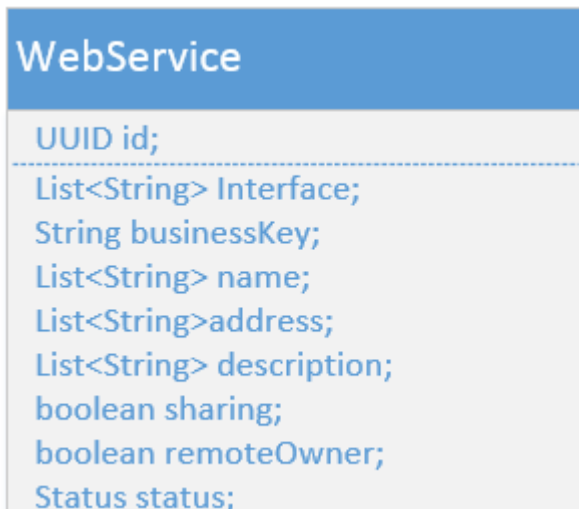 WebService
UUID id;
List<String> Interface;
String businessKey;
List<String> name;
List<String>address;
List<String> description;
boolean sharing;
boolean remoteOwner;
Status status;